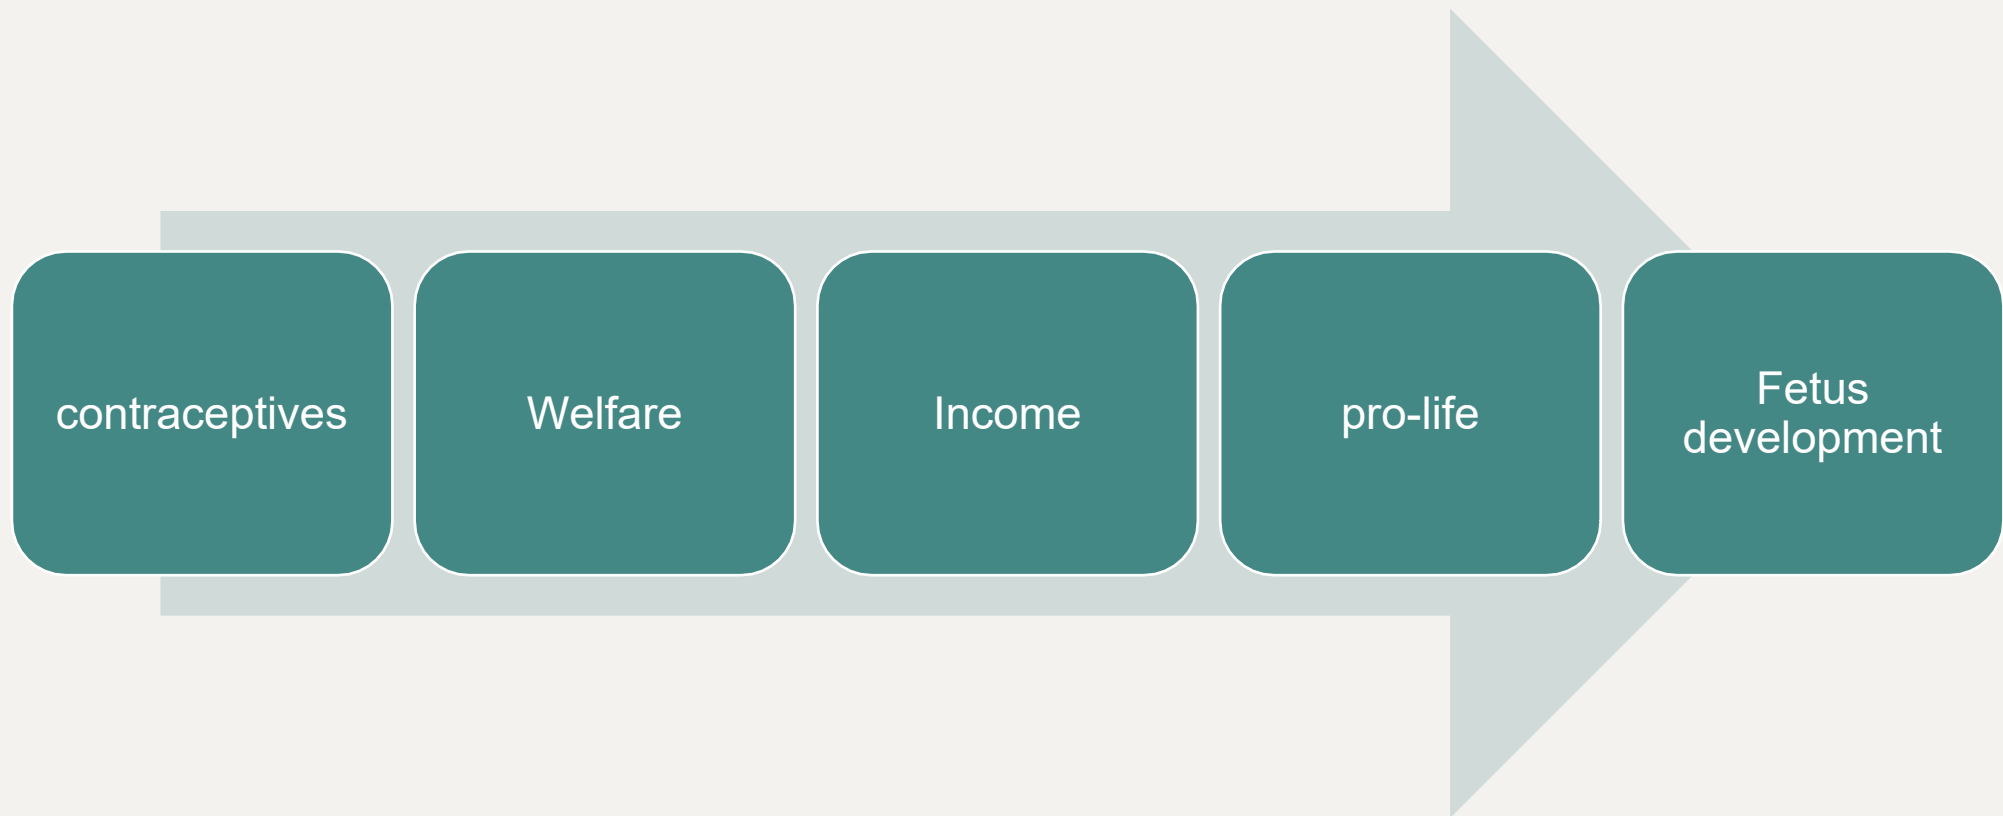 contraceptives
Welfare
Income
pro-life
Fetus
development